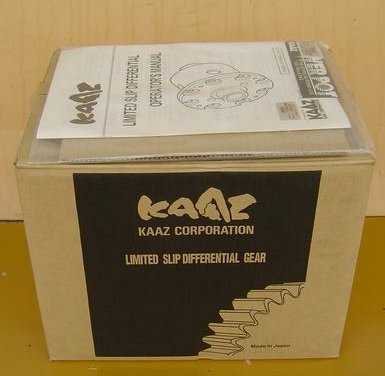 KAAZ
LIMITED SLIP DIFFERENTIAL
OPERATOR'S MANUAL
KAAZ
KAAZ
KAAZ CORPORATION
LIMITED SLIP DIFFERENTIAL GEAR
Made in Japan